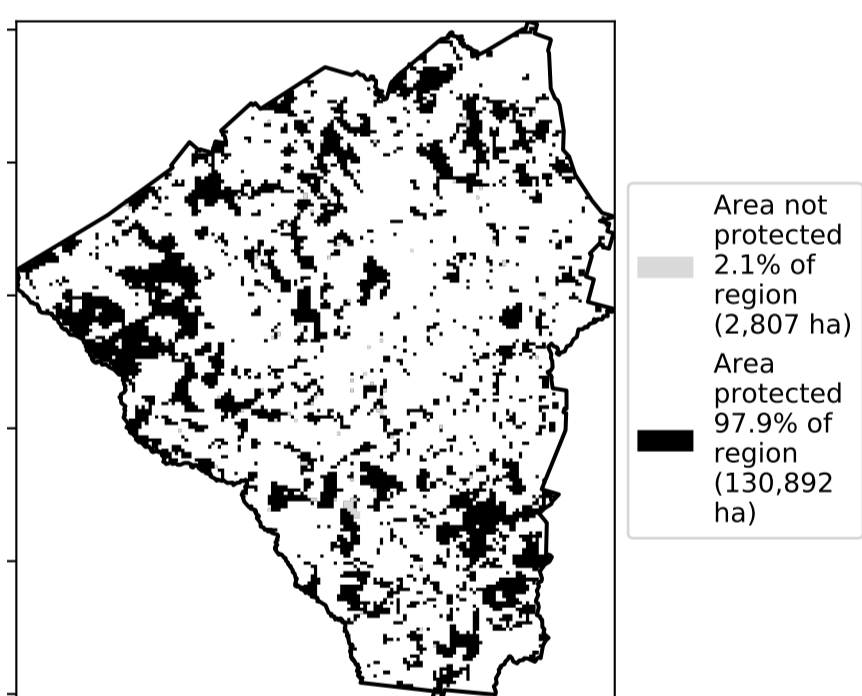 Area not
protected
2.1% of
region
(2,807 ha)
Area
protected
97.9% of
region
(130,892
ha)